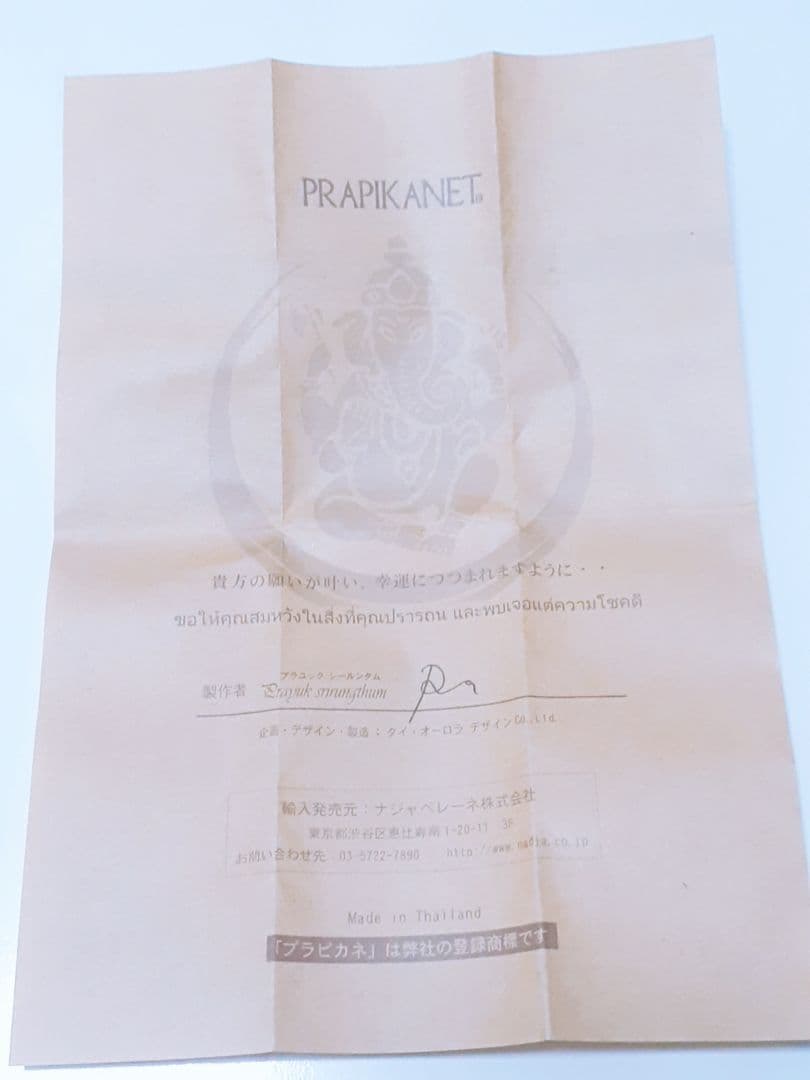 PRAPIKANET®
貴方の願いが叶い、幸運につつまれますように・・
ขอให้คุณสมหวังในสิ่งที่คุณปรารถน และพบเจอแต่ความโชคดี
プラユック シールンタム
製作者 Prayuk srirungthum
企画・デザイン・製造：タイ・オーロラ デザインCO.,Ltd.
輸入発売元：ナジャペレーネ株式会社
東京都渋谷区恵比寿南1-20-11 3F
お問い合わせ先 03-5722-7890 http://www.nadja.co.jp
Made in Thailand
「プラピカネ」は弊社の登録商標です